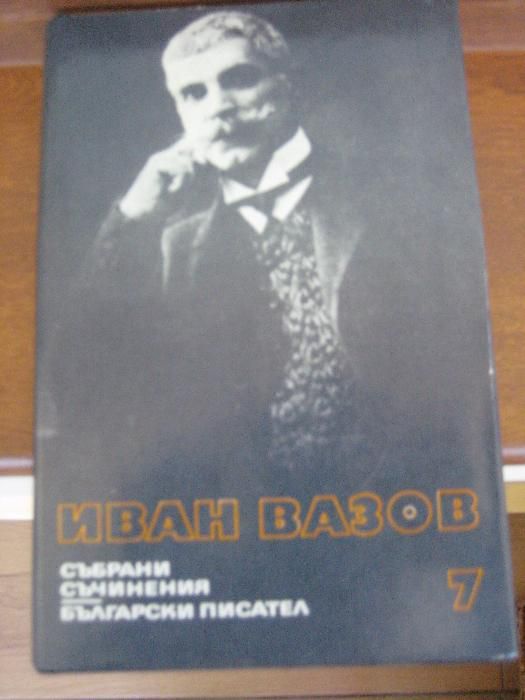 ИВАН ВАЗОВ
СЪБРАНИ
СЪЧИНЕНИЯ
БЪЛГАРСКИ ПИСАТЕЛ
7